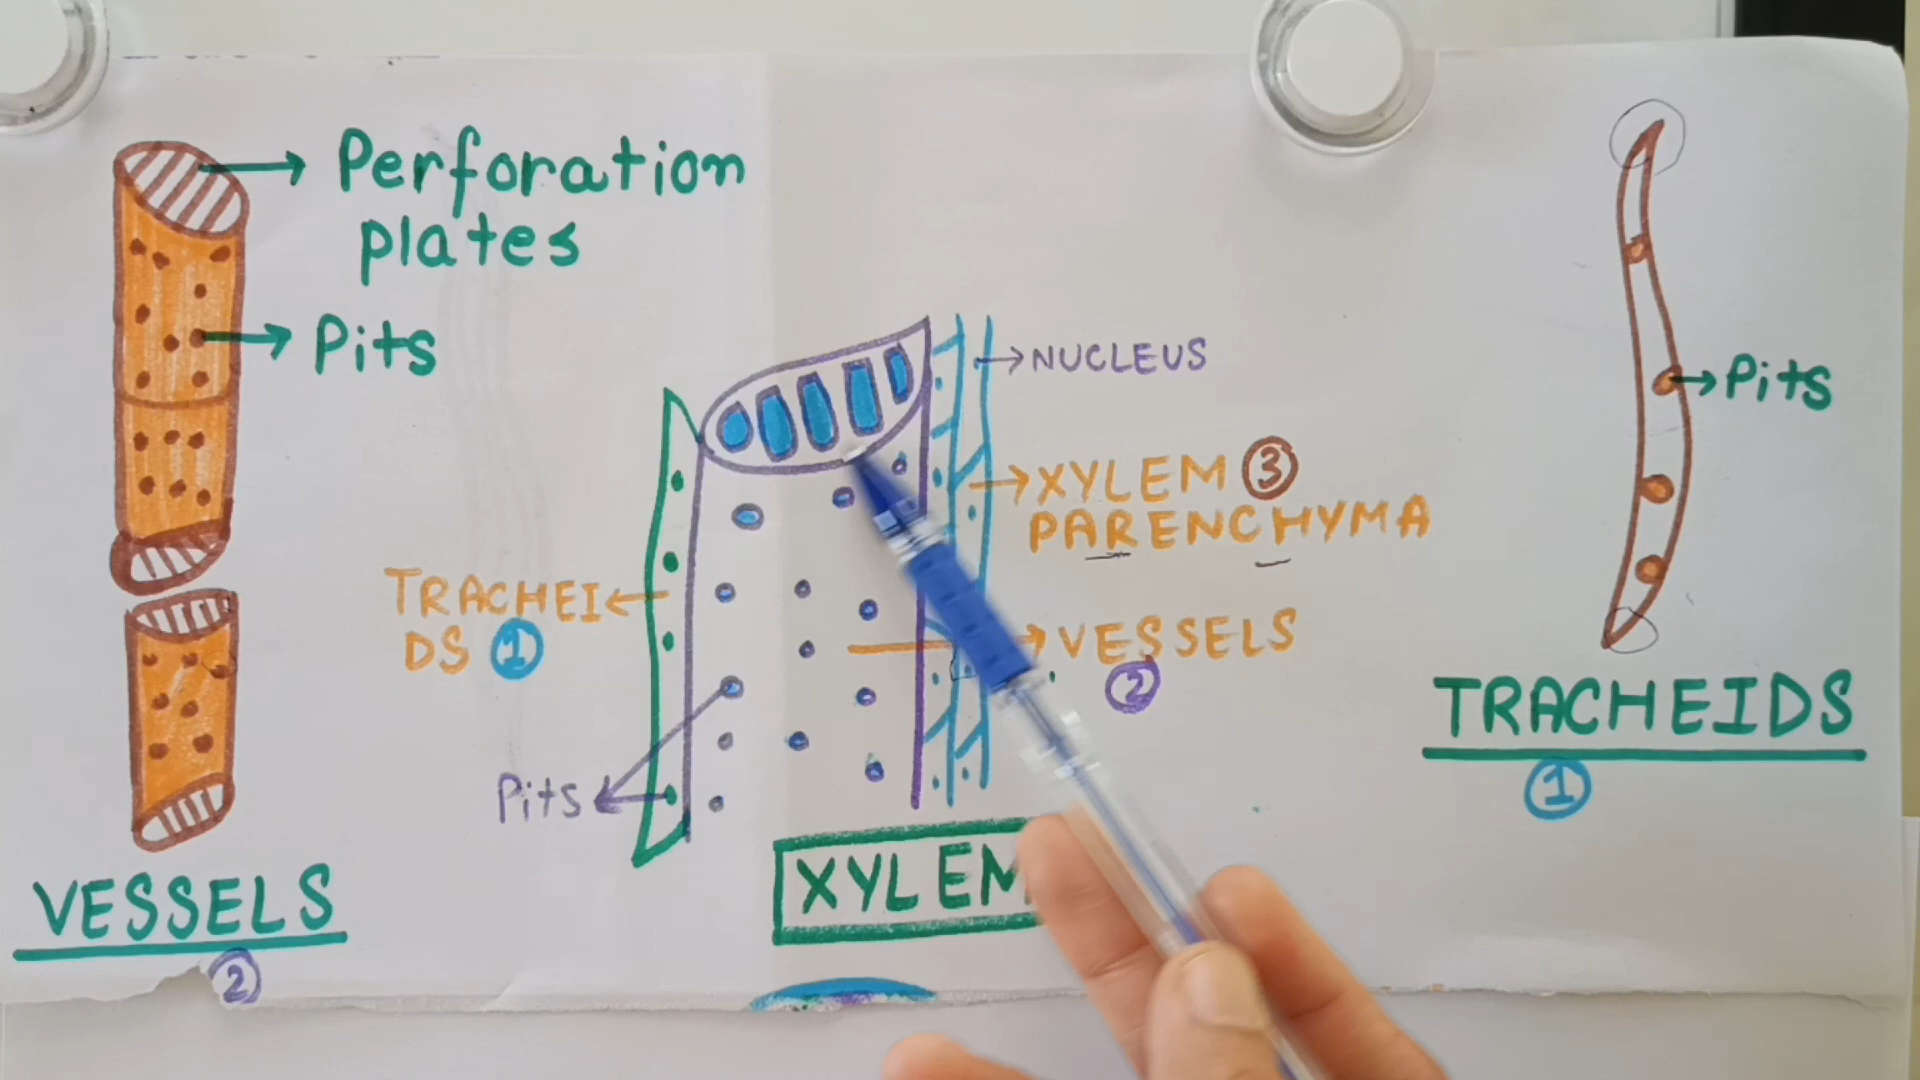 Perforation
plates
Pits
VESSELS
2
NUCLEUS
XYLEM 3
PARENCHYMA
TRACHEI
DS 1
VESSELS
2
Pits
XYLEM
Pits
TRACHEIDS
1